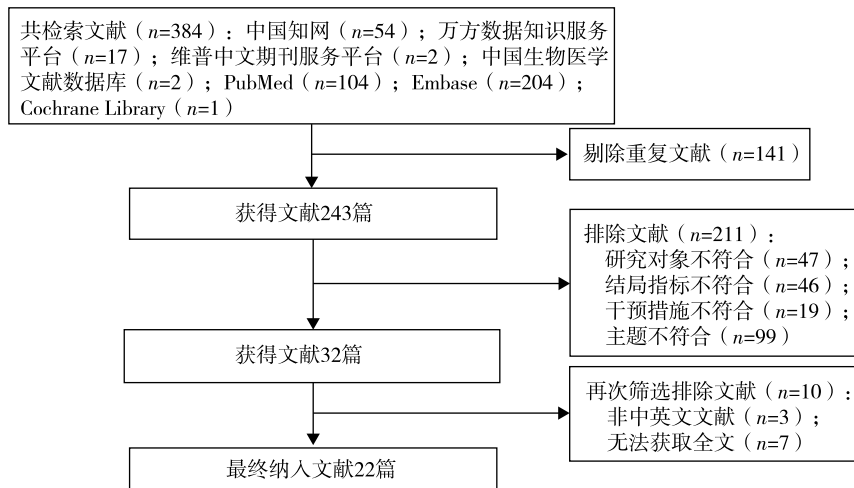 共检索文献（n=384）：中国知网（n=54）；万方数据知识服务
平台（n=17）；维普中文期刊服务平台（n=2）；中国生物医学
文献数据库（n=2）；PubMed（n=104）；Embase（n=204）；
Cochrane Library（n=1）
剔除重复文献（n=141）
获得文献243篇
排除文献（n=211）：
研究对象不符合（n=47）；
结局指标不符合（n=46）；
干预措施不符合（n=19）；
主题不符合（n=99）
获得文献32篇
再次筛选排除文献（n=10）：
非中英文文献（n=3）；
无法获取全文（n=7）
最终纳入文献22篇